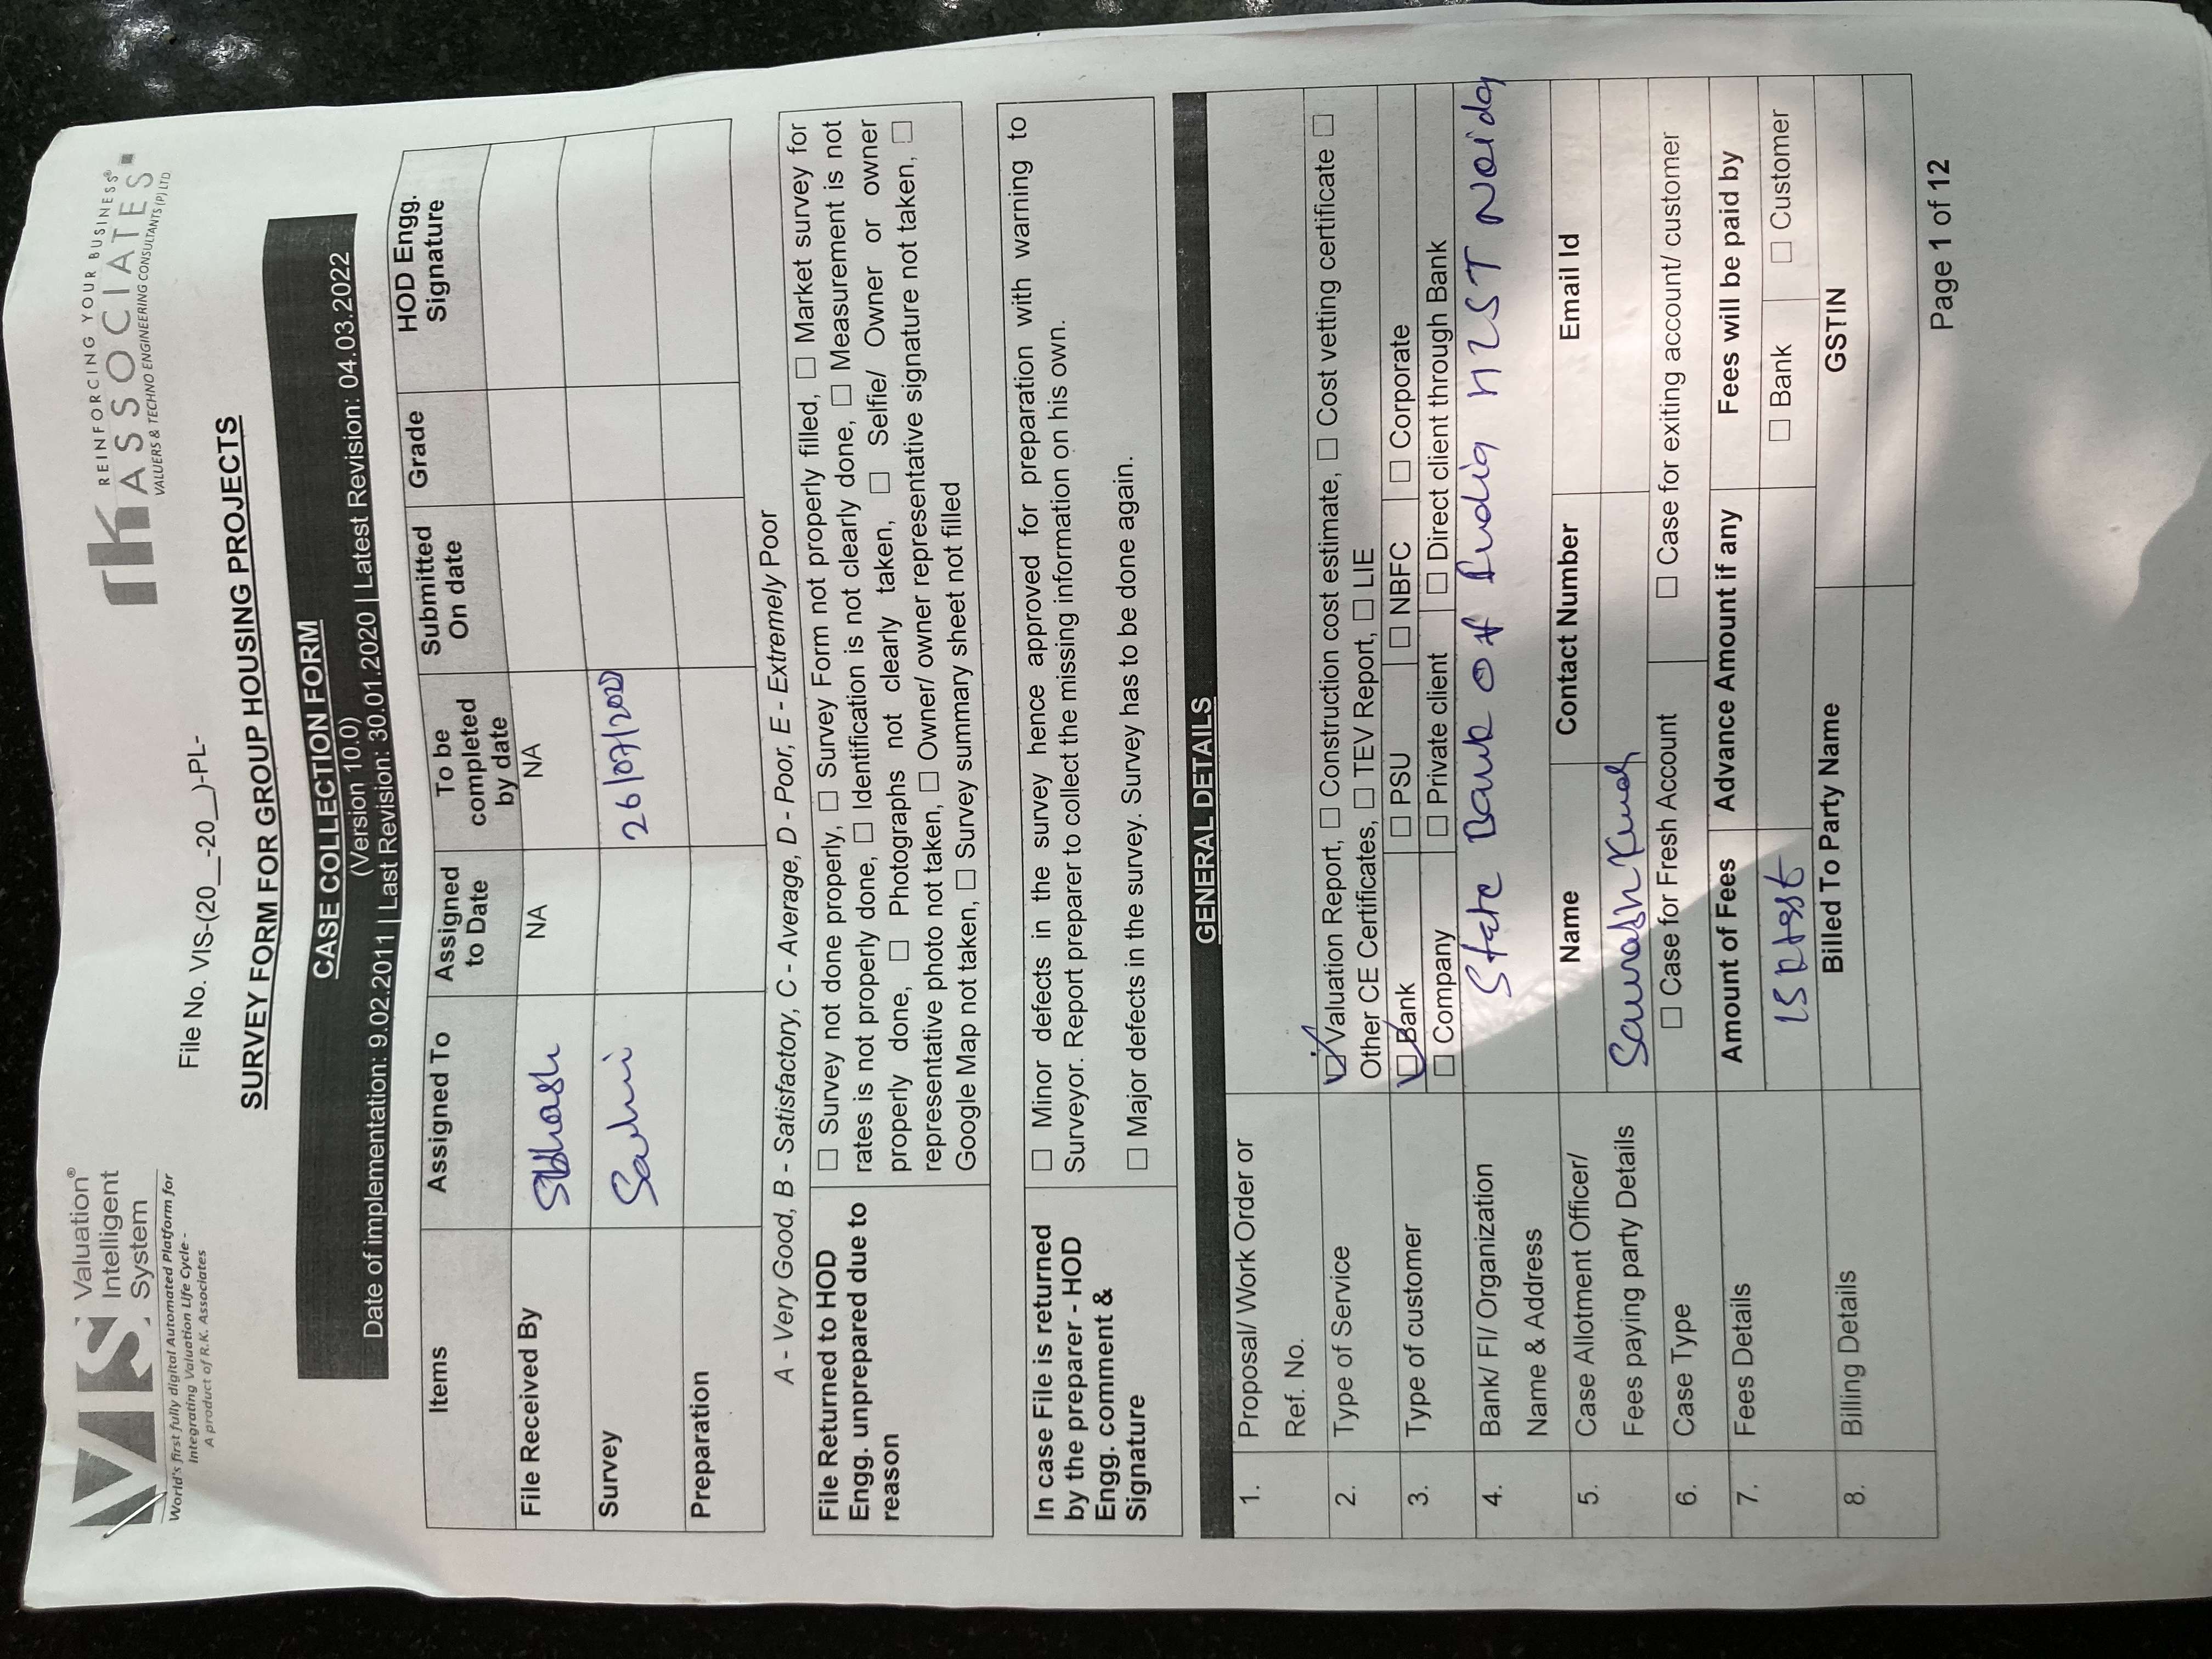 VIS Valuation®
Intelligent
System
World's first fully digital Automated Platform for
Integrating Valuation Life Cycle -
A product of R.K. Associates
REINFORCING YOUR BUSINESS®
rk ASSOCIATES
VALUERS & TECHNO ENGINEERING CONSULTANTS (P) LTD
File No. VIS-(20__-20__)-PL-
SURVEY FORM FOR GROUP HOUSING PROJECTS
CASE COLLECTION FORM
(Version 10.0)
Date of implementation: 9.02.2011 | Last Revision: 30.01.2020 | Latest Revision: 04.03.2022
Items Assigned To Assigned to Date To be completed by date Submitted On date Grade HOD Engg. Signature
File Received By NA NA
Survey Sachin
Preparation
A - Very Good, B - Satisfactory, C - Average, D - Poor, E - Extremely Poor
File Returned to HOD
Engg. unprepared due to
reason
☐ Survey not done properly, ☐ Survey Form not properly filled, ☐ Market survey for
rates is not properly done, ☐ Identification is not clearly done, ☐ Measurement is not
properly done, ☐ Photographs not clearly taken, ☐ Selfie/ Owner or owner
representative photo not taken, ☐ Owner/ owner representative signature not taken, ☐
Google Map not taken, ☐ Survey summary sheet not filled
In case File is returned
by the preparer - HOD
Engg. comment &
Signature
☐ Minor defects in the survey hence approved for preparation with warning to
Surveyor. Report preparer to collect the missing information on his own.
☐ Major defects in the survey. Survey has to be done again.
GENERAL DETAILS
1. Proposal/ Work Order or
Ref. No.
2. Type of Service ☑ Valuation Report, ☐ Construction cost estimate, ☐ Cost vetting certificate ☐
Other CE Certificates, ☐ TEV Report, ☐ LIE
3. Type of customer ☑ Bank ☐ PSU ☐ NBFC ☐ Corporate
☐ Company ☐ Private client ☐ Direct client through Bank
4. Bank/ FI/ Organization
Name & Address
State Bank of India Noida
5. Case Allotment Officer/
Fees paying party Details
Name Contact Number Email Id
6. Case Type ☐ Case for Fresh Account ☐ Case for exiting account/ customer
7. Fees Details Amount of Fees Advance Amount if any Fees will be paid by
☐ Bank ☐ Customer
8. Billing Details Billed To Party Name GSTIN
Page 1 of 12